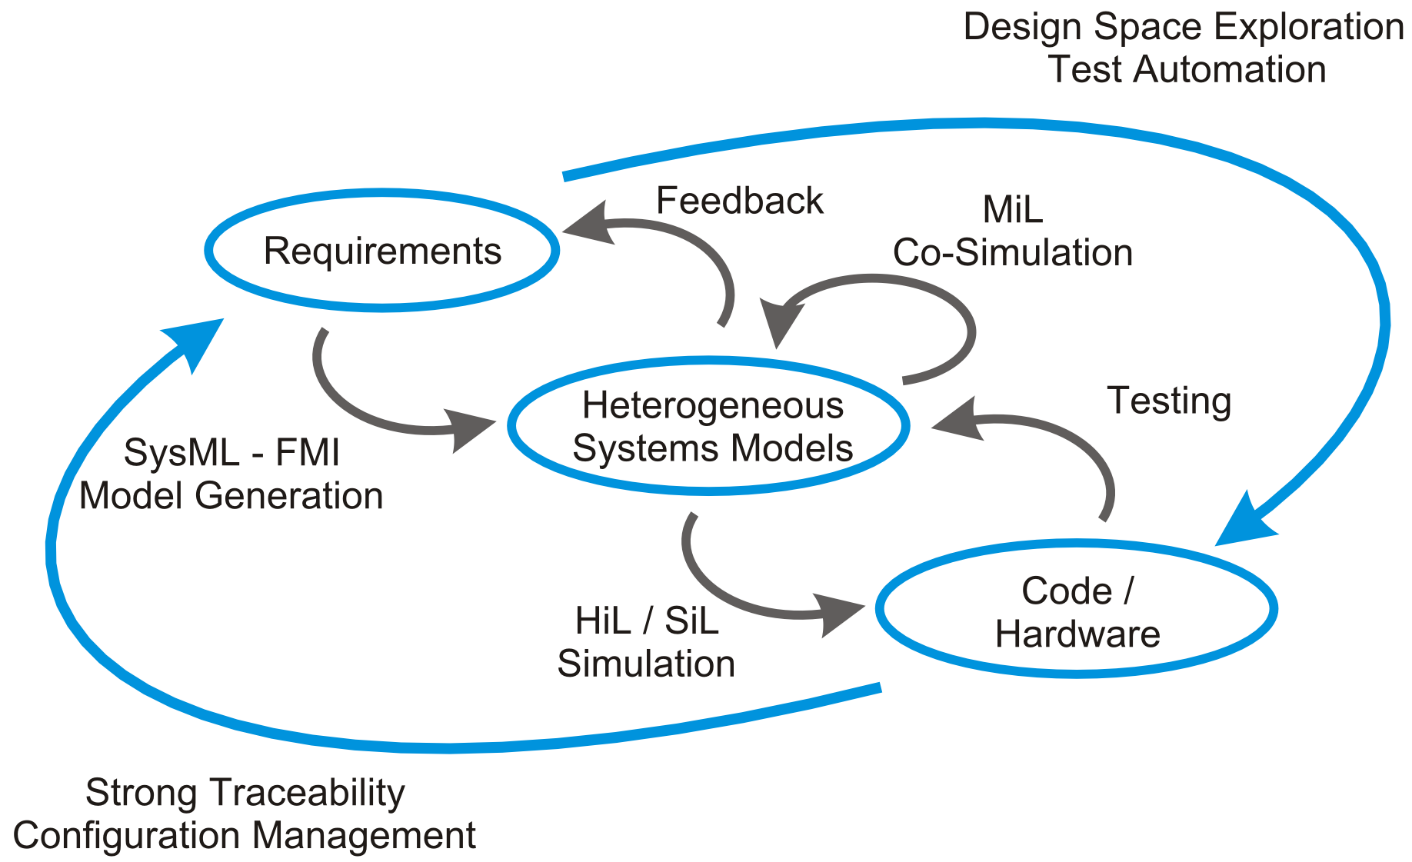 Design Space Exploration
Test Automation
Feedback
MiL
Co-Simulation
Requirements
Heterogeneous
Systems Models
Testing
SysML - FMI
Model Generation
HiL / SiL
Simulation
Code /
Hardware
Strong Traceability
Configuration Management